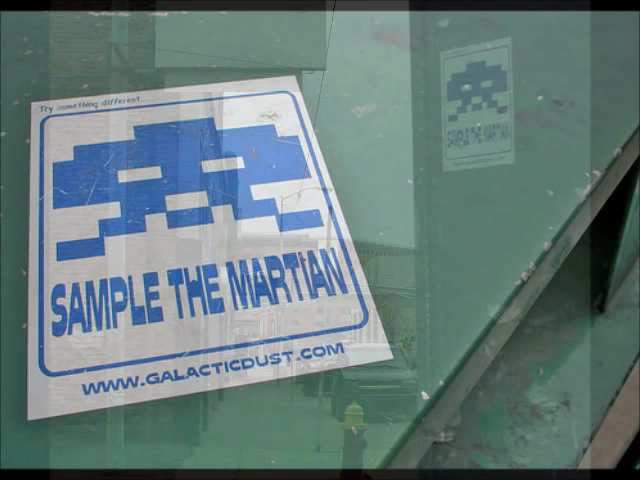 Try something different...
SAMPLE THE MARTIAN
WWW.GALACTICDUST.COM
SAMPLE THE MARTIAN